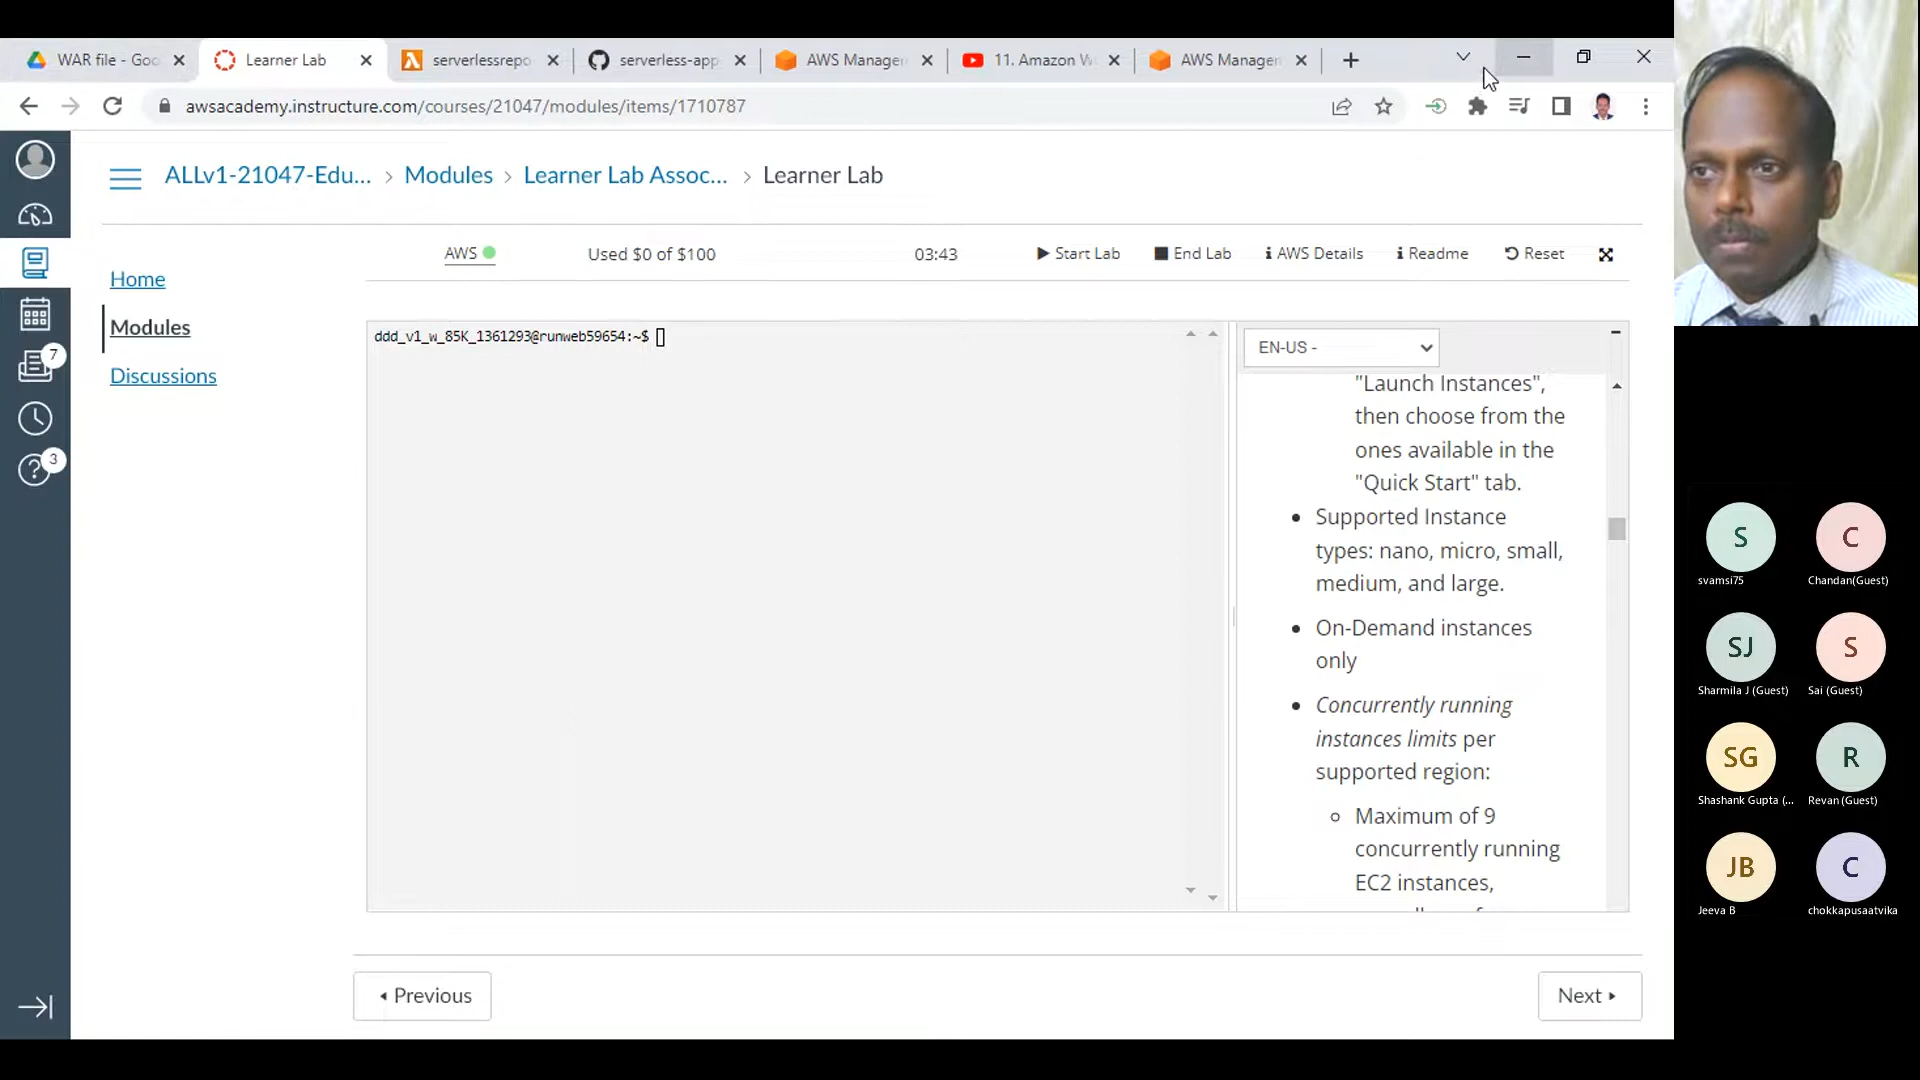 WAR file - Goo
Learner Lab
serverlessrepo
serverless-app
AWS Manager
11. Amazon W
AWS Manager
awsacademy.instructure.com/courses/21047/modules/items/1710787
ALLv1-21047-Edu... > Modules > Learner Lab Assoc... > Learner Lab
AWS
Used $0 of $100
03:43
Start Lab
End Lab
AWS Details
Readme
Reset
Home
Modules
Discussions
7
3
ddd_v1_w_85K_1361293@runweb59654:~$
EN-US -
"Launch Instances",
then choose from the
ones available in the
"Quick Start" tab.
Supported Instance
types: nano, micro, small,
medium, and large.
On-Demand instances
only
Concurrently running
instances limits per
supported region:
Maximum of 9
concurrently running
EC2 instances,
Previous
Next
S
svamsi75
C
Chandan(Guest)
SJ
Sharmila J (Guest)
S
Sai (Guest)
SG
Shashank Gupta (...
R
Revan (Guest)
JB
Jeeva B
C
chokkapusaatvika